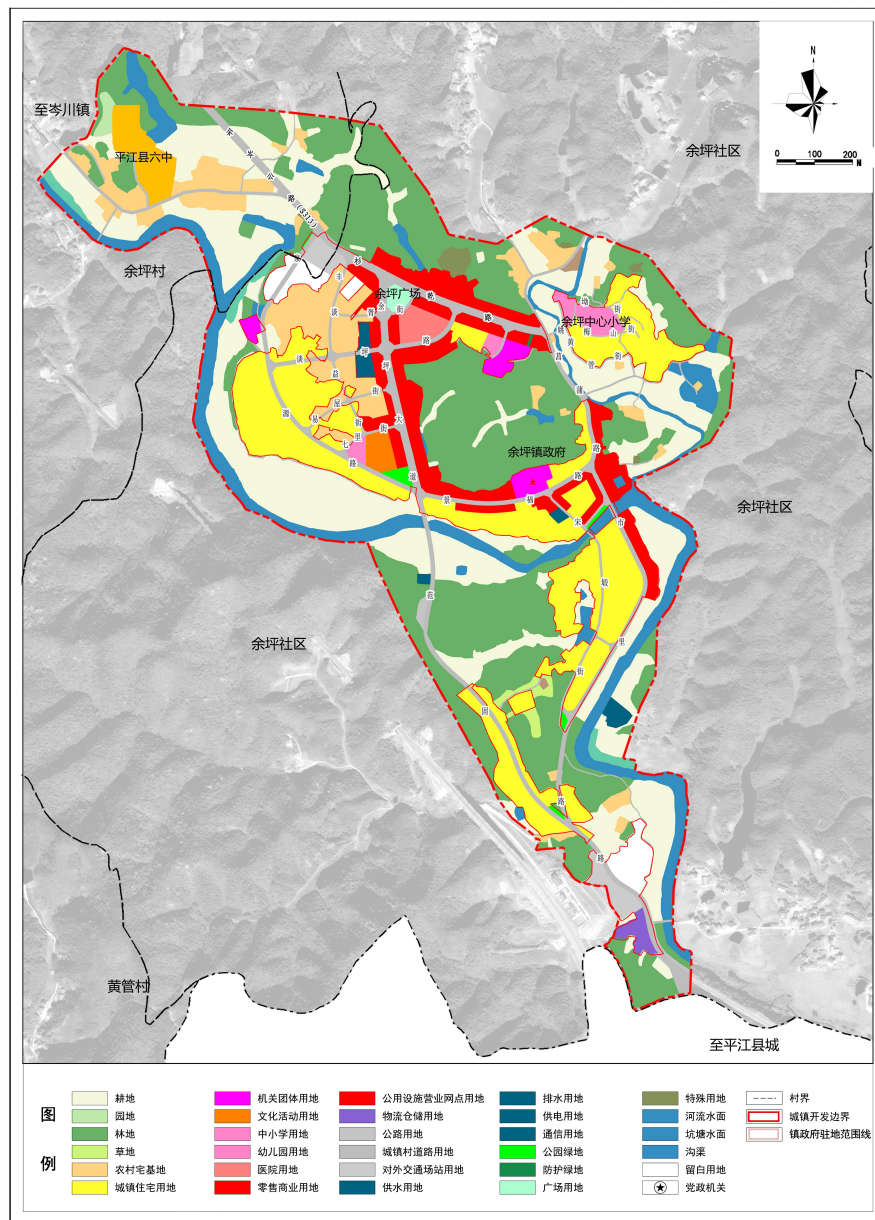 N
0 100 200 M
至岑川镇
平江县六中
(S313)
余坪社区
余坪村
余坪广场
余坪中心小学
余坪镇政府
余坪社区
余坪社区
黄管村
至平江县城
图例
耕地
园地
林地
草地
农村宅基地
城镇住宅用地
机关团体用地
文化活动用地
中小学用地
幼儿园用地
医院用地
零售商业用地
公用设施营业网点用地
物流仓储用地
公路用地
城镇村道路用地
对外交通场站用地
供水用地
排水用地
供电用地
通信用地
公园绿地
防护绿地
广场用地
特殊用地
河流水面
坑塘水面
沟渠
留白用地
党政机关
村界
城镇开发边界
镇政府驻地范围线